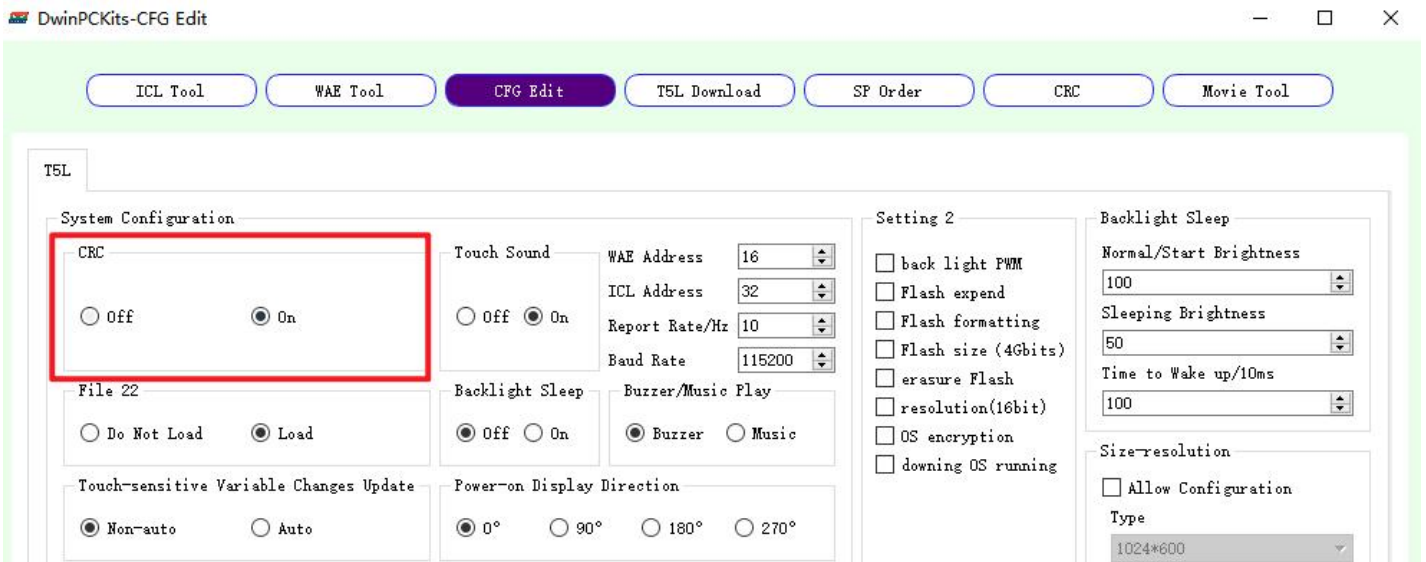 DwinPCKits-CFG Edit
ICL Tool
WAE Tool
CFG Edit
T5L Download
SP Order
CRC
Movie Tool
T5L
System Configuration
CRC
Off
On
Touch Sound
Off
On
WAE Address 16
ICL Address 32
Report Rate/Hz 10
Baud Rate 115200
File 22
Do Not Load
Load
Backlight Sleep
Off
On
Buzzer/Music Play
Buzzer
Music
Touch-sensitive Variable Changes Update
Non-auto
Auto
Power-on Display Direction
0°
90°
180°
270°
Setting 2
back light PWM
Flash expend
Flash formatting
Flash size (4Gbits)
erasure Flash
resolution(16bit)
OS encryption
downing OS running
Backlight Sleep
Normal/Start Brightness
100
Sleeping Brightness
50
Time to Wake up/10ms
100
Size-resolution
Allow Configuration
Type
1024*600